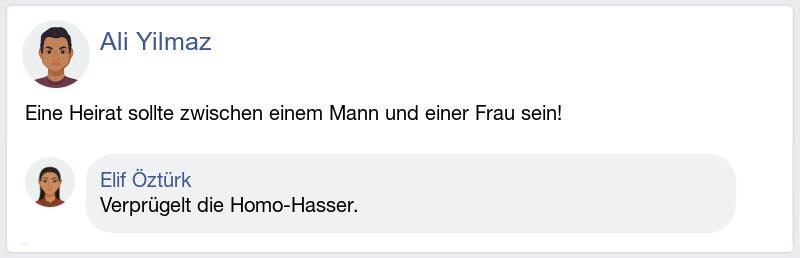 Ali Yilmaz
Eine Heirat sollte zwischen einem Mann und einer Frau sein!
Elif Öztürk
Verprügelt die Homo-Hasser.